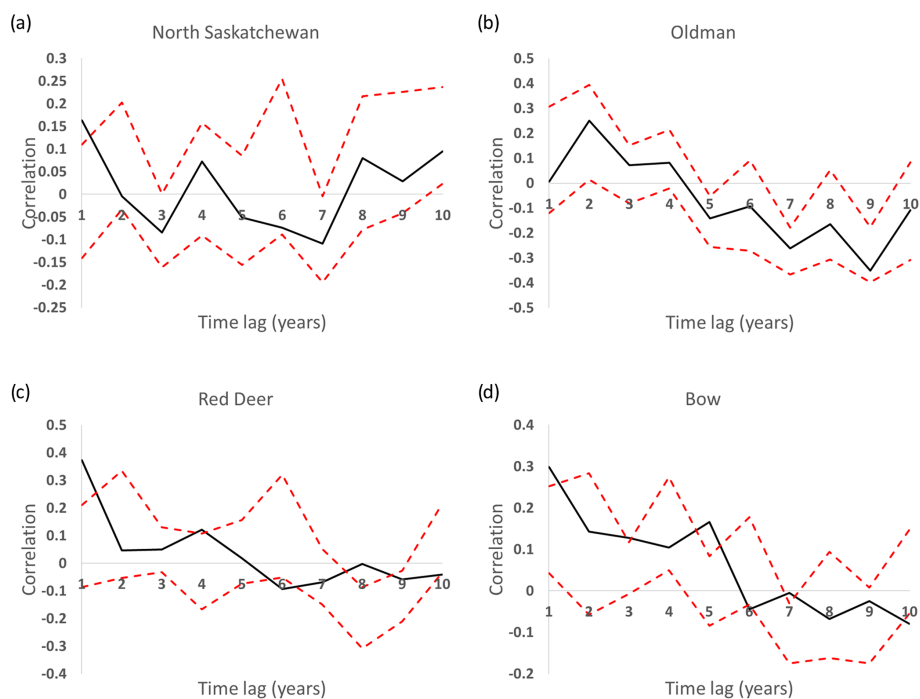 (a)
North Saskatchewan
0.3
0.25
0.2
0.15
0.1
0.05
0
-0.05
-0.1
-0.15
-0.2
-0.25
Correlation
1 2 3 4 5 6 7 8 9 10
Time lag (years)
(b)
Oldman
0.5
0.4
0.3
0.2
0.1
0
-0.1
-0.2
-0.3
-0.4
-0.5
Correlation
1 2 3 4 5 6 7 8 9 10
Time lag (years)
(c)
Red Deer
0.5
0.4
0.3
0.2
0.1
0
-0.1
-0.2
-0.3
-0.4
Correlation
1 2 3 4 5 6 7 8 9 10
Time lag (years)
(d)
Bow
0.4
0.3
0.2
0.1
0
-0.1
-0.2
Correlation
1 2 3 4 5 6 7 8 9 10
Time lag (years)